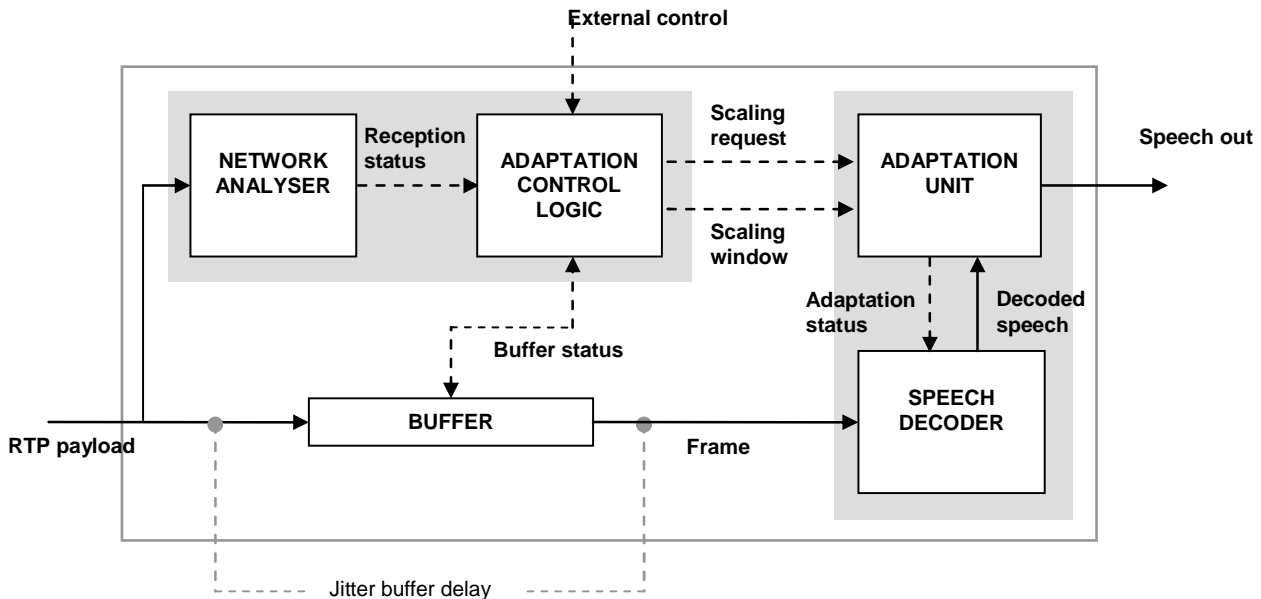 External control
NETWORK
ANALYSER
Reception
status
ADAPTATION
CONTROL
LOGIC
Scaling
request
Scaling
window
ADAPTATION
UNIT
Speech out
Adaptation
status
Decoded
speech
Buffer status
BUFFER
SPEECH
DECODER
RTP payload
Frame
Jitter buffer delay